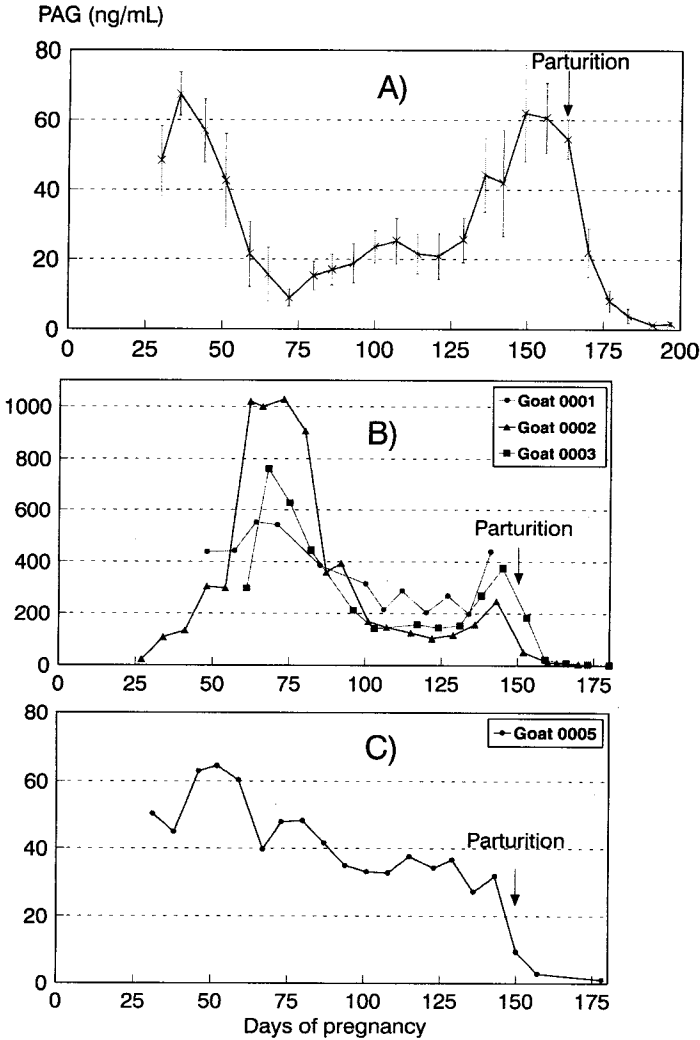 PAG (ng/mL)
80
60
40
20
0
A)
Parturition
0 25 50 75 100 125 150 175 200
1000
800
600
400
200
0
B)
Goat 0001
Goat 0002
Goat 0003
Parturition
0 25 50 75 100 125 150 175
80
60
40
20
0
C)
Goat 0005
Parturition
0 25 50 75 100 125 150 175
Days of pregnancy